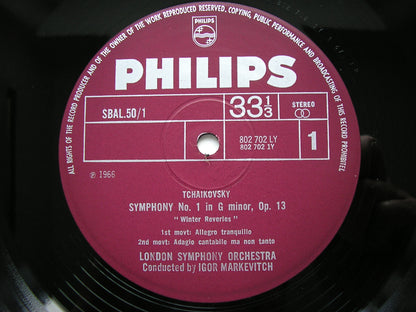 ALL RIGHTS OF THE RECORD PRODUCER AND OF THE OWNER OF THE WORK REPRODUCED RESERVED. COPYING, PUBLIC PERFORMANCE AND BROADCASTING OF THIS RECORD PROHIBITED
PHILIPS
SBAL.50/1
33 1/3
STEREO
802 702 LY
802 702 1Y
1
℗ 1966
TCHAIKOVSKY
SYMPHONY No. 1 in G minor, Op. 13
"Winter Reveries"
1st movt: Allegro tranquillo
2nd movt: Adagio cantabile ma non tanto
LONDON SYMPHONY ORCHESTRA
Conducted by IGOR MARKEVITCH